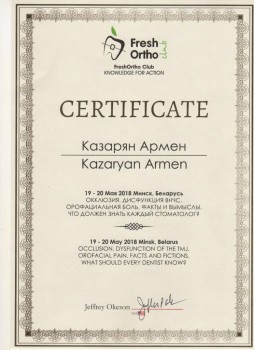 Fresh
Ortho
club
FreshOrtho Club
KNOWLEDGE FOR ACTION
CERTIFICATE
Казарян Армен
Kazaryan Armen
19 - 20 Мая 2018 Минск, Беларусь
ОККЛЮЗИЯ. ДИСФУНКЦИЯ ВНЧС.
ОРОФАЦИАЛЬНАЯ БОЛЬ. ФАКТЫ И ВЫМЫСЛЫ.
ЧТО ДОЛЖЕН ЗНАТЬ КАЖДЫЙ СТОМАТОЛОГ?
19 - 20 May 2018 Minsk, Belarus
OCCLUSION. DYSFUNCTION OF THE TMJ.
OROFACIAL PAIN. FACTS AND FICTIONS.
WHAT SHOULD EVERY DENTIST KNOW?
Jeffrey Okeson